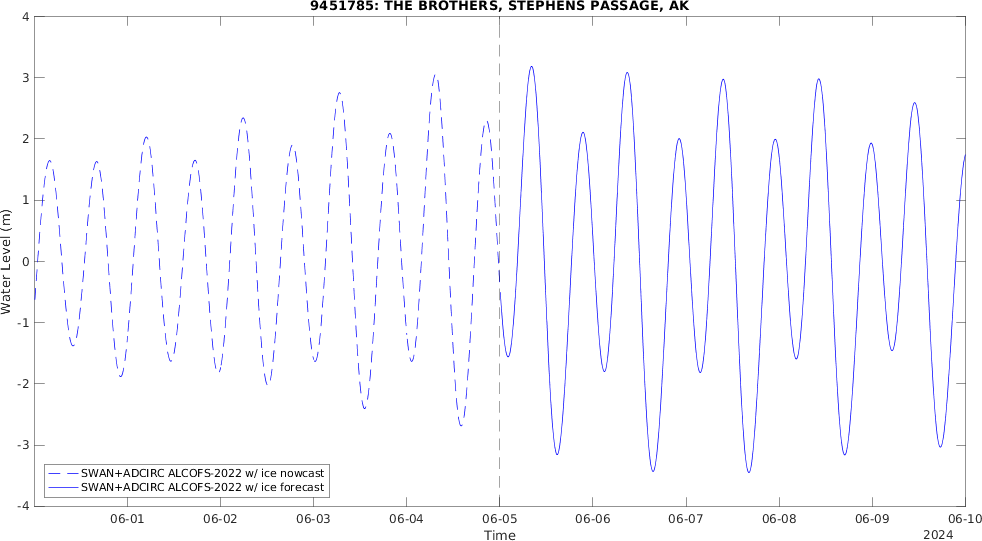 9451785: THE BROTHERS, STEPHENS PASSAGE, AK
4
3
2
1
0
-1
-2
-3
-4
Water Level (m)
SWAN+ADCIRC ALCOFS-2022 w/ ice nowcast
SWAN+ADCIRC ALCOFS-2022 w/ ice forecast
06-01 06-02 06-03 06-04 06-05 06-06 06-07 06-08 06-09 06-10
Time
2024